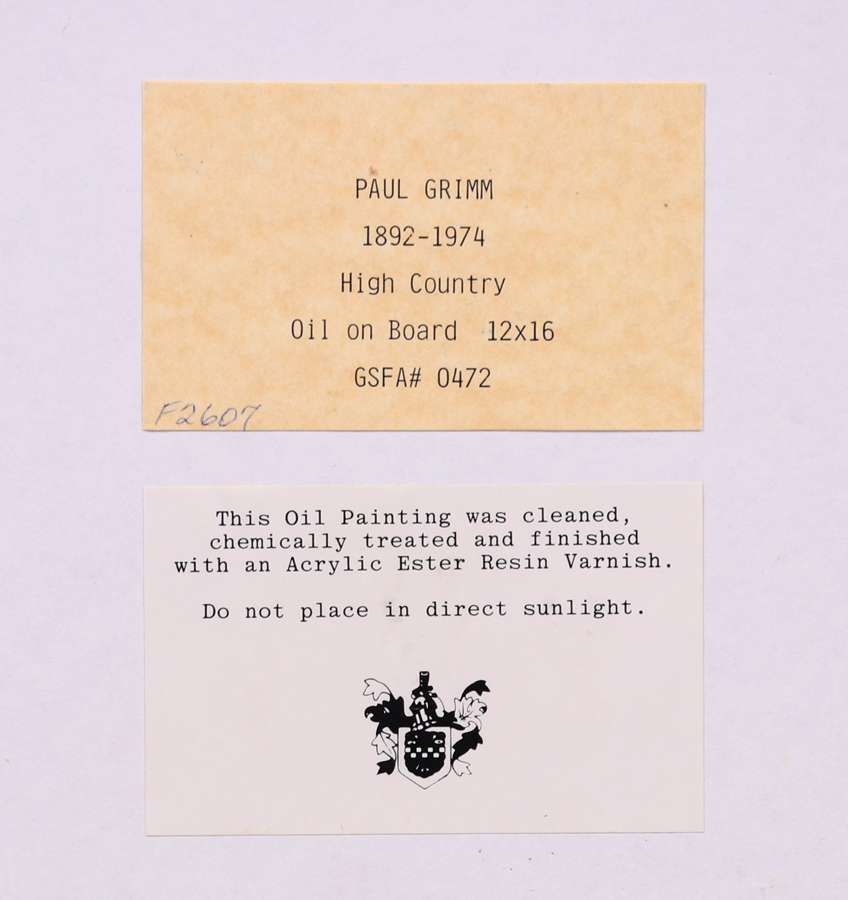 PAUL GRIMM
1892-1974
High Country
Oil on Board 12x16
GSFA# 0472
F2607
This Oil Painting was cleaned,
chemically treated and finished
with an Acrylic Ester Resin Varnish.
Do not place in direct sunlight.